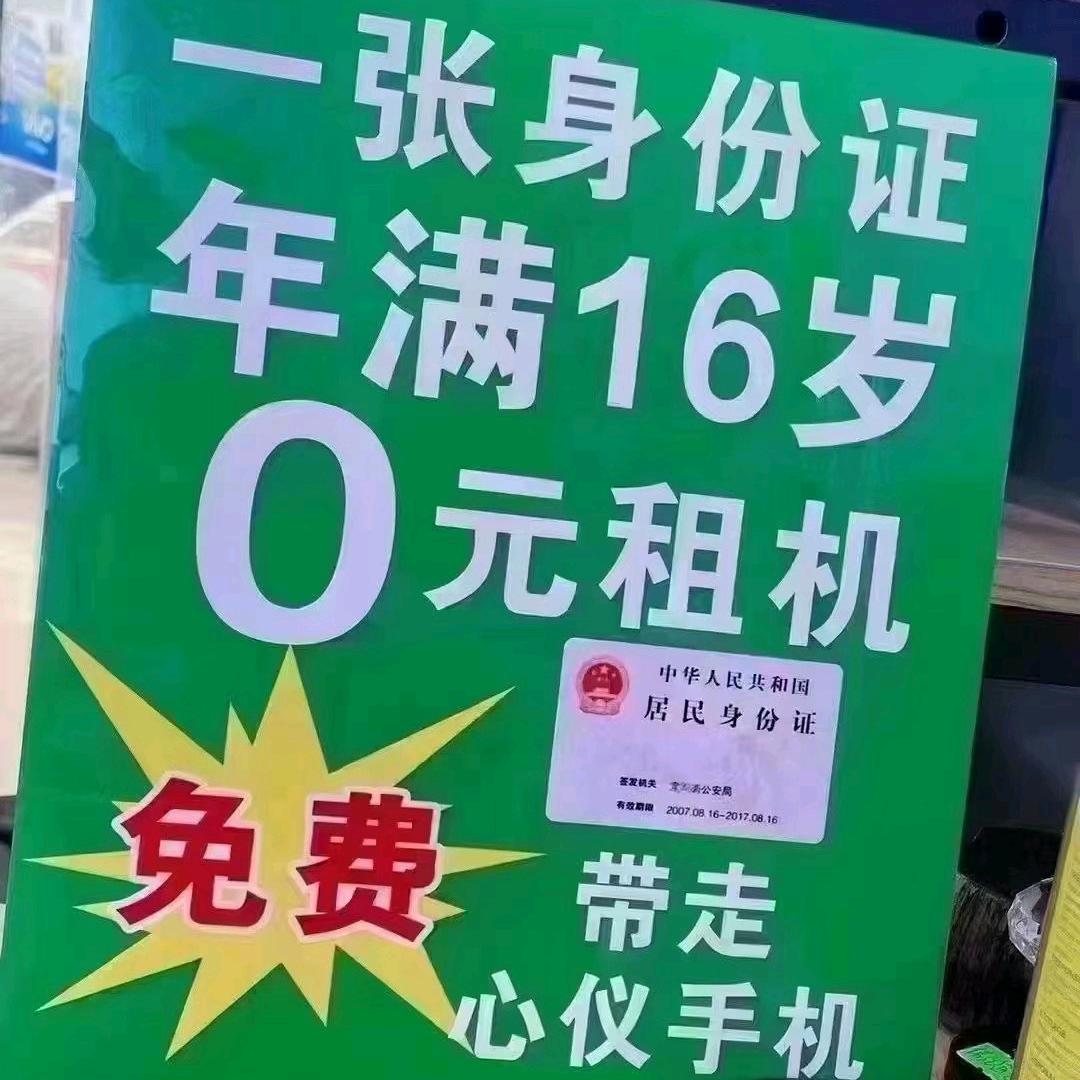 一张身份证
年满16岁
0元租机
中华人民共和国
居民身份证
签发机关 公安局
有效期限 2007.08.16-2017.08.16
免费
带走
心仪手机